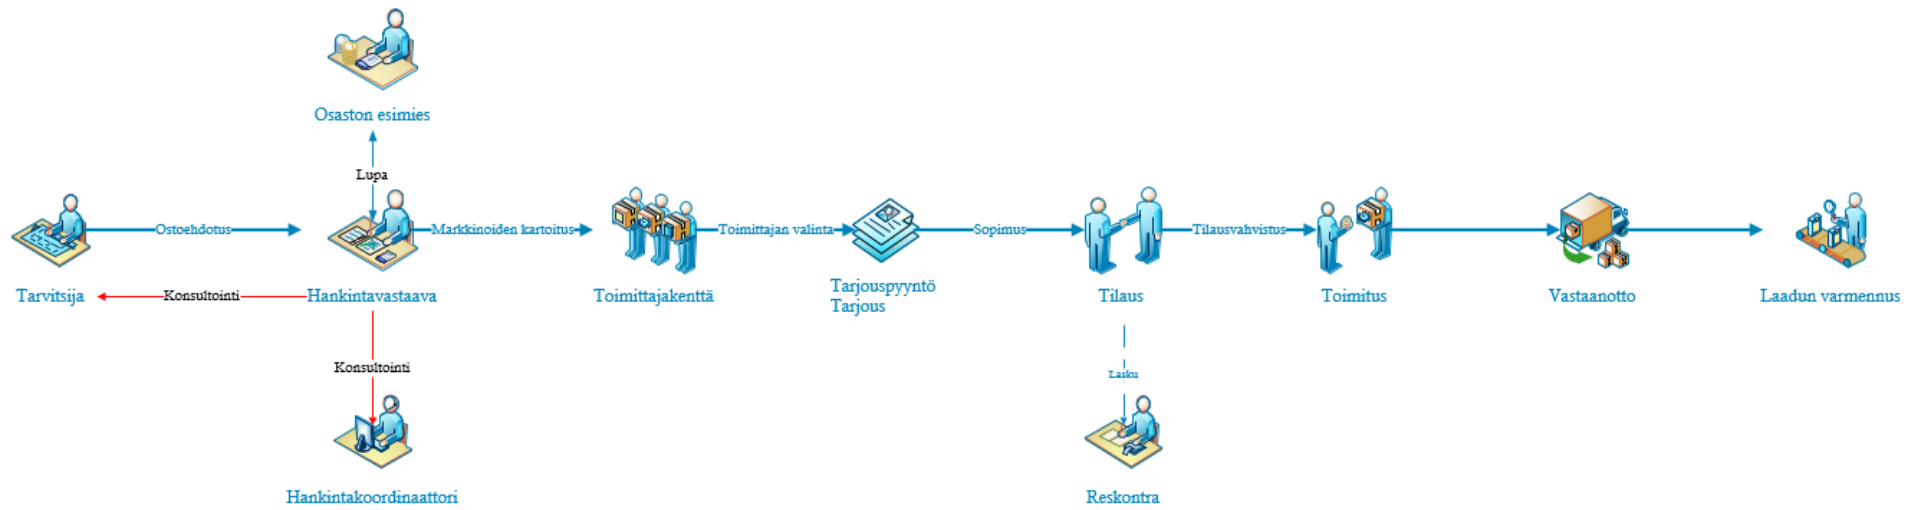 Osaston esimies
Lupa
Ostoehdotus
Markkinoiden kartoitus
Toimittajan valinta
Sopimus
Tilausvahvistus
Tarvitsija
Konsultointi
Hankintavastaava
Toimittajakenttä
Tarjouspyyntö
Tarjous
Tilaus
Toimitus
Vastaanotto
Laadun varmennus
Konsultointi
Lasku
Hankintakoordinaattori
Reskontra